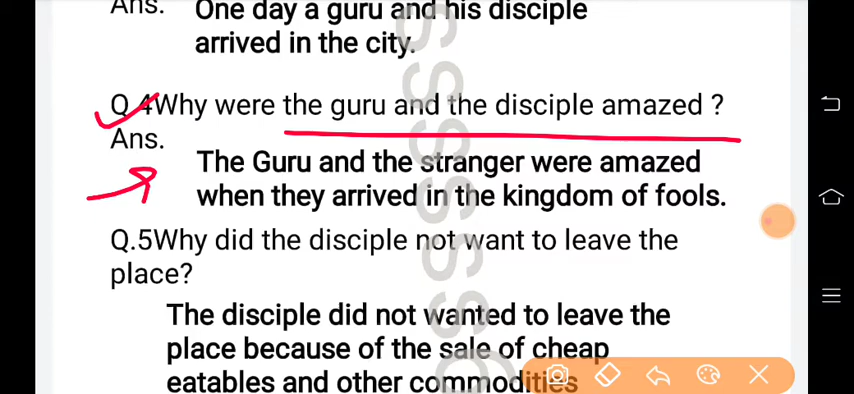 Ans. One day a guru and his disciple
arrived in the city.
Q 4Why were the guru and the disciple amazed ?
Ans.
The Guru and the stranger were amazed
when they arrived in the kingdom of fools.
Q.5Why did the disciple not want to leave the
place?
The disciple did not wanted to leave the
place because of the sale of cheap
eatables and other commodities